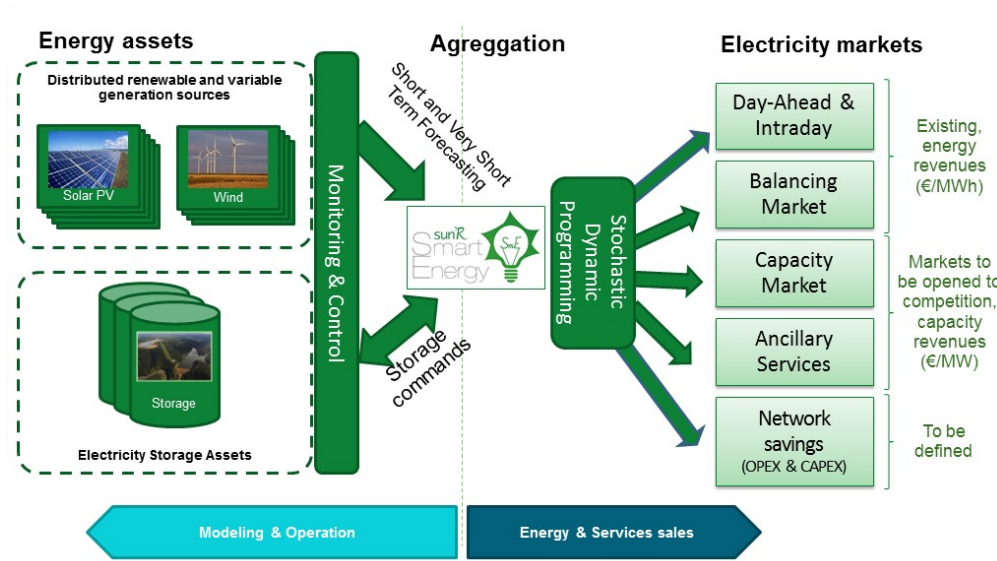 Energy assets
Agreggation
Electricity markets
Distributed renewable and variable
generation sources
Solar PV
Wind
Storage
Electricity Storage Assets
Monitoring & Control
Short and Very Short
Term Forecasting
sun'R
Smart
Energy
SmE
Storage
commands
Stochastic
Dynamic
Programming
Day-Ahead &
Intraday
Balancing
Market
Capacity
Market
Ancillary
Services
Network
savings
(OPEX & CAPEX)
Existing,
energy
revenues
(€/MWh)
Markets to
be opened to
competition,
capacity
revenues
(€/MW)
To be
defined
Modeling & Operation
Energy & Services sales